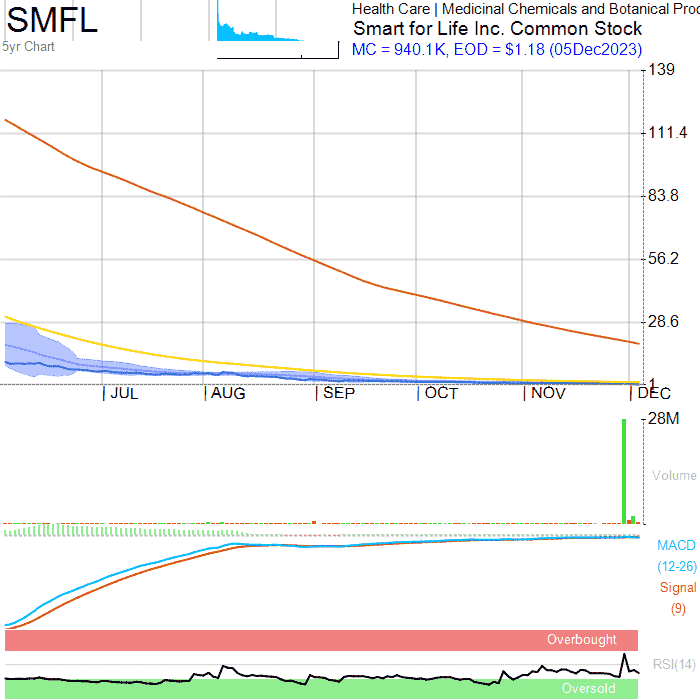 SMFL
5yr Chart
Health Care | Medicinal Chemicals and Botanical Proc
Smart for Life Inc. Common Stock
MC = 940.1K, EOD = $1.18 (05Dec2023)
139
111.4
83.8
56.2
28.6
1
JUL AUG SEP OCT NOV DEC
28M
Volume
MACD
(12-26)
Signal
(9)
Overbought
RSI(14)
Oversold